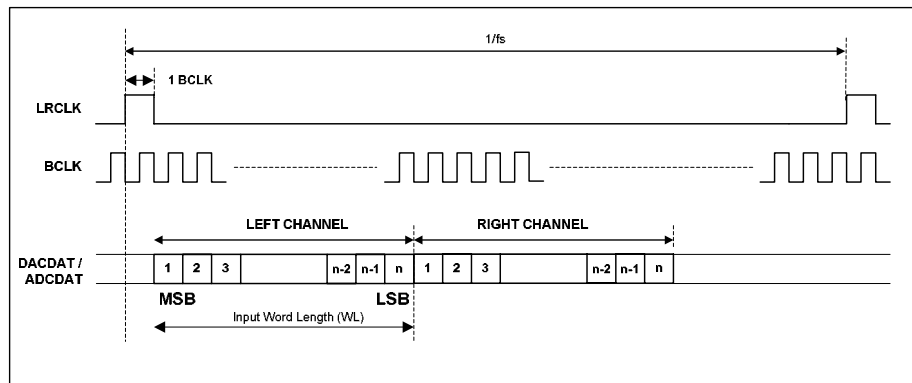 1/fs
1 BCLK
LRCLK
BCLK
LEFT CHANNEL RIGHT CHANNEL
DACDAT /
ADCDAT
1 2 3 n-2 n-1 n 1 2 3 n-2 n-1 n
MSB LSB
Input Word Length (WL)